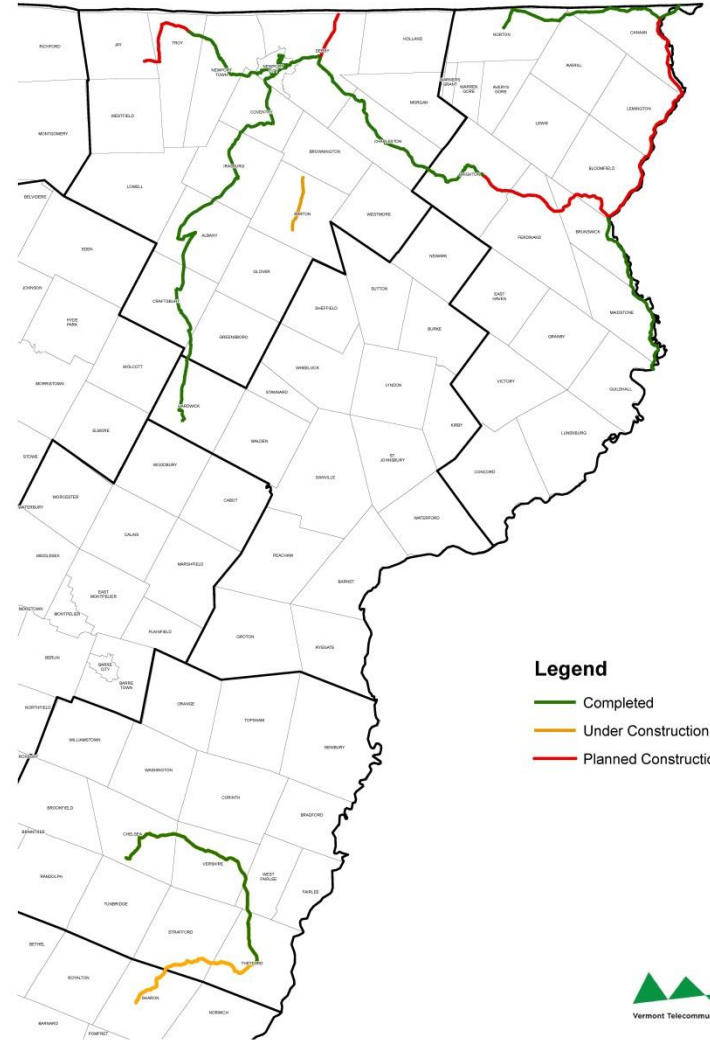 RICHFORD
JAY
TROY
NEWPORT
TOWN
DERBY
HOLLAND
NORTON
CANAAN
AVERILL
WARREN
GORE
AVERYS
GORE
LEMINGTON
LEWIS
MORGAN
WESTFIELD
MONTGOMERY
COVENTRY
BROWNINGTON
CHARLESTON
BLOOMFIELD
IRASBURG
BRIGHTON
LOWELL
BARTON
WESTMORE
BELVIDERE
EDEN
ALBANY
BRUNSWICK
FERDINAND
NEWARK
GLOVER
JOHNSON
CRAFTSBURY
SUTTON
SHEFFIELD
EAST
HAVEN
MAIDSTONE
HYDE
PARK
BURKE
GRANBY
GREENSBORO
WOLCOTT
WHEELOCK
VICTORY
GUILDHALL
MORRISTOWN
LYNDON
STANNARD
HARDWICK
ELMORE
KIRBY
LUNENBURG
WALDEN
STOWE
ST.
JOHNSBURY
CONCORD
WOODBURY
DANVILLE
WORCESTER
CABOT
WATERBURY
WATERFORD
CALAIS
MIDDLESEX
PEACHAM
MARSHFIELD
BARNET
EAST
MONTPELIER
MONTPELIER
PLAINFIELD
GROTON
RYEGATE
BERLIN
BARRE
CITY
BARRE
TOWN
Legend
Completed
Under Construction
Planned Constructio
ORANGE
TOPSHAM
NORTHFIELD
WILLIAMSTOWN
NEWBURY
WASHINGTON
CORINTH
BROOKFIELD
BRADFORD
CHELSEA
VERSHIRE
WEST
FAIRLEE
RANDOLPH
FAIRLEE
TUNBRIDGE
STRAFFORD
BETHEL
THETFORD
ROYALTON
SHARON
NORWICH
BARNARD
POMFRET
Vermont Telecommu